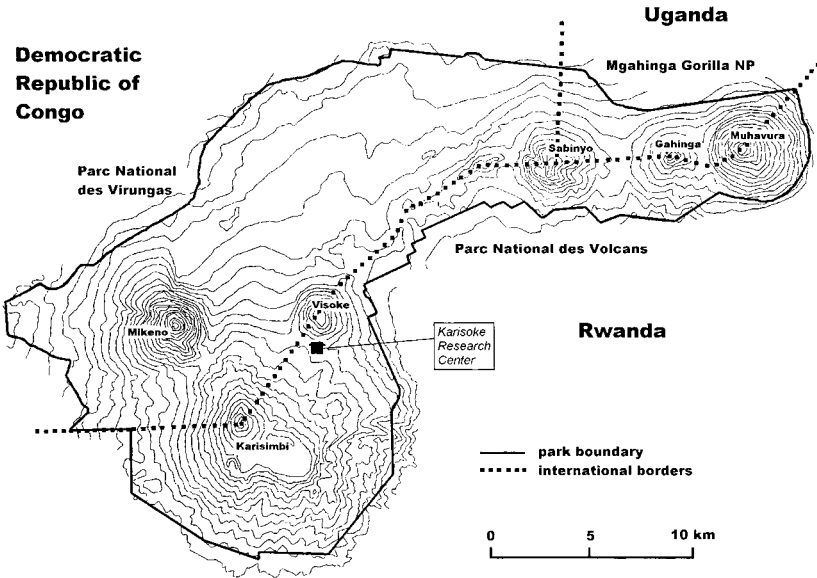 Uganda
Democratic
Republic of
Congo
Mgahinga Gorilla NP
Muhavura
Sabinyo
Gahinga
Parc National
des Virungas
Parc National des Volcans
Visoke
Mikeno
Karisoke
Research
Center
Rwanda
Karisimbi
park boundary
international borders
0 5 10 km